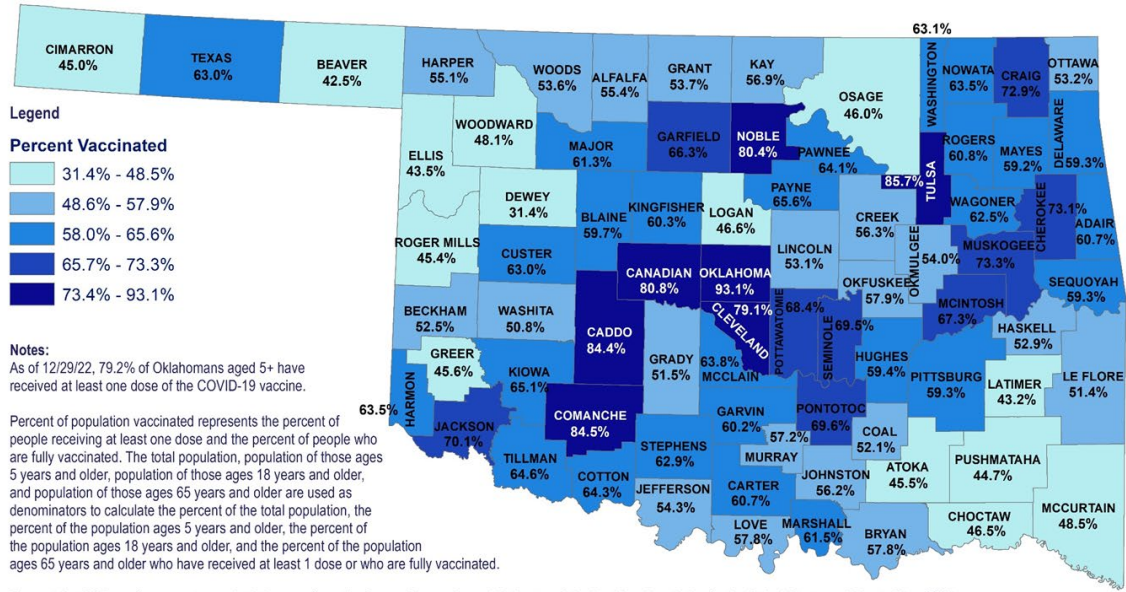 63.1%
CIMARRON
45.0%
TEXAS
63.0%
BEAVER
42.5%
HARPER
55.1%
WOODS
53.6%
ALFALFA
55.4%
GRANT
53.7%
KAY
56.9%
OSAGE
46.0%
WASHINGTON
NOWATA
63.5%
CRAIG
72.9%
OTTAWA
53.2%
Legend
Percent Vaccinated
31.4% - 48.5%
48.6% - 57.9%
58.0% - 65.6%
65.7% - 73.3%
73.4% - 93.1%
ELLIS
43.5%
WOODWARD
48.1%
MAJOR
61.3%
GARFIELD
66.3%
NOBLE
80.4%
PAWNEE
64.1%
ROGERS
60.8%
MAYES
59.2%
DELAWARE
59.3%
DEWEY
31.4%
BLAINE
59.7%
KINGFISHER
60.3%
LOGAN
46.6%
PAYNE
65.6%
CREEK
56.3%
85.7%
TULSA
WAGONER
62.5%
CHEROKEE
73.1%
ADAIR
60.7%
ROGER MILLS
45.4%
CUSTER
63.0%
CANADIAN
80.8%
OKLAHOMA
93.1%
LINCOLN
53.1%
OKMULGEE
54.0%
MUSKOGEE
73.3%
SEQUOYAH
59.3%
BECKHAM
52.5%
WASHITA
50.8%
CADDO
84.4%
GRADY
51.5%
79.1%
CLEVELAND
POTTAWATOMIE
68.4%
SEMINOLE
69.5%
OKFUSKEE
57.9%
MCINTOSH
67.3%
HASKELL
52.9%
Notes:
As of 12/29/22, 79.2% of Oklahomans aged 5+ have
received at least one dose of the COVID-19 vaccine.
GREER
45.6%
KIOWA
65.1%
63.8%
MCCLAIN
HUGHES
59.4%
PITTSBURG
59.3%
LATIMER
43.2%
LE FLORE
51.4%
63.5%
HARMON
JACKSON
70.1%
COMANCHE
84.5%
GARVIN
60.2%
PONTOTOC
69.6%
COAL
52.1%
Percent of population vaccinated represents the percent of
people receiving at least one dose and the percent of people who
are fully vaccinated. The total population, population of those ages
5 years and older, population of those ages 18 years and older,
and population of those ages 65 years and older are used as
denominators to calculate the percent of the total population, the
percent of the population ages 5 years and older, the percent of
the population ages 18 years and older, and the percent of the population
ages 65 years and older who have received at least 1 dose or who are fully vaccinated.
TILLMAN
64.6%
COTTON
64.3%
STEPHENS
62.9%
57.2%
MURRAY
JOHNSTON
56.2%
ATOKA
45.5%
PUSHMATAHA
44.7%
JEFFERSON
54.3%
CARTER
60.7%
LOVE
57.8%
MARSHALL
61.5%
BRYAN
57.8%
CHOCTAW
46.5%
MCCURTAIN
48.5%